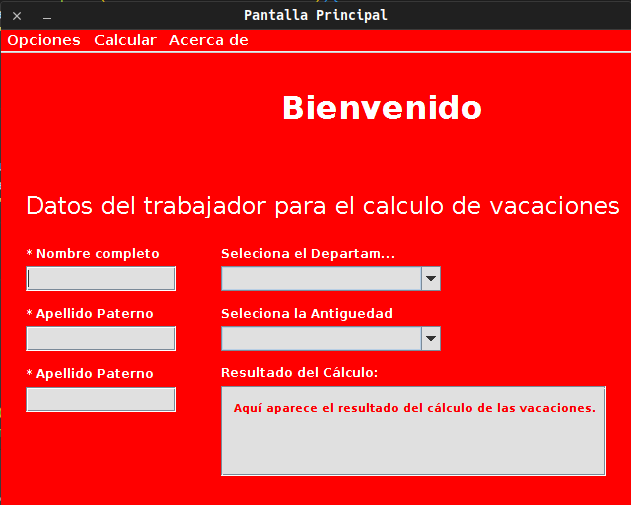 Pantalla Principal
Opciones Calcular Acerca de
Bienvenido
Datos del trabajador para el calculo de vacaciones
* Nombre completo
Seleciona el Departam...
* Apellido Paterno
Seleciona la Antiguedad
* Apellido Paterno
Resultado del Cálculo:
Aquí aparece el resultado del cálculo de las vacaciones.